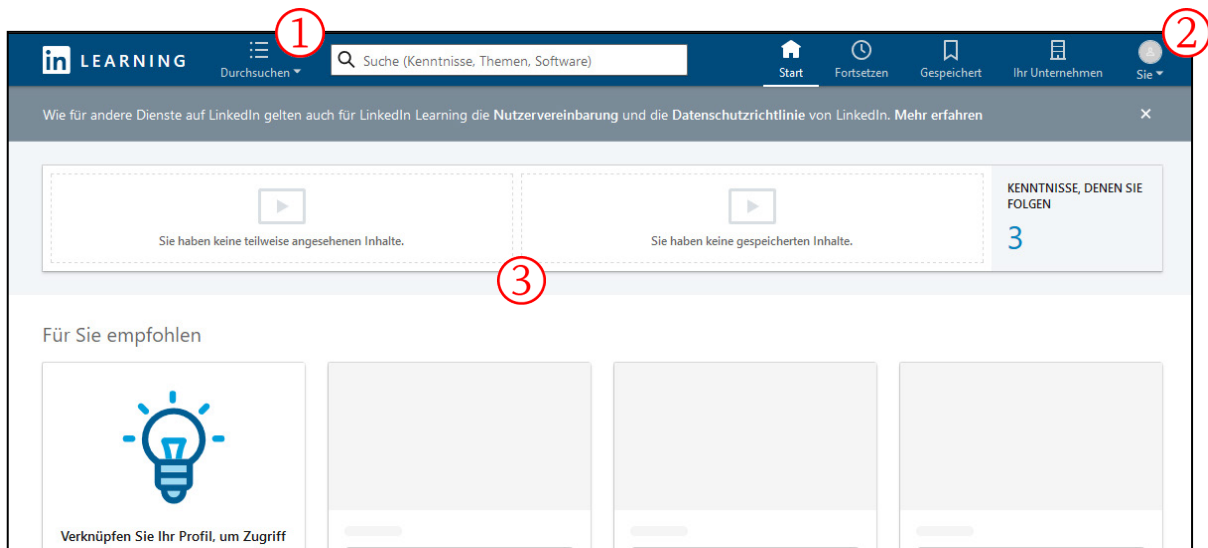 ① ②
in LEARNING Durchsuchen Suche (Kenntnisse, Themen, Software) Start Fortsetzen Gespeichert Ihr Unternehmen Sie
Wie für andere Dienste auf LinkedIn gelten auch für LinkedIn Learning die Nutzervereinbarung und die Datenschutzrichtlinie von LinkedIn. Mehr erfahren
KENNTNISSE, DENEN SIE
FOLGEN
3
Sie haben keine teilweise angesehenen Inhalte. Sie haben keine gespeicherten Inhalte.
③
Für Sie empfohlen
Verknüpfen Sie Ihr Profil, um Zugriff